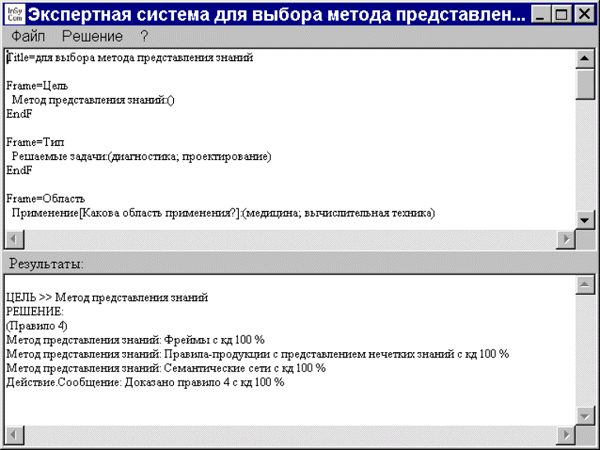 InSy
Com
Экспертная система для выбора метода представлен...
Файл Решение ?
Title=для выбора метода представления знаний
Frame=Цель
Метод представления знаний:()
EndF
Frame=Тип
Решаемые задачи:(диагностика; проектирование)
EndF
Frame=Область
Применение[Какова область применения?]:(медицина; вычислительная техника)
Результаты:
ЦЕЛЬ >> Метод представления знаний
РЕШЕНИЕ:
(Правило 4)
Метод представления знаний: Фреймы с кд 100 %
Метод представления знаний: Правила-продукции с представлением нечетких знаний с кд 100 %
Метод представления знаний: Семантические сети с кд 100 %
Действие.Сообщение: Доказано правило 4 с кд 100 %